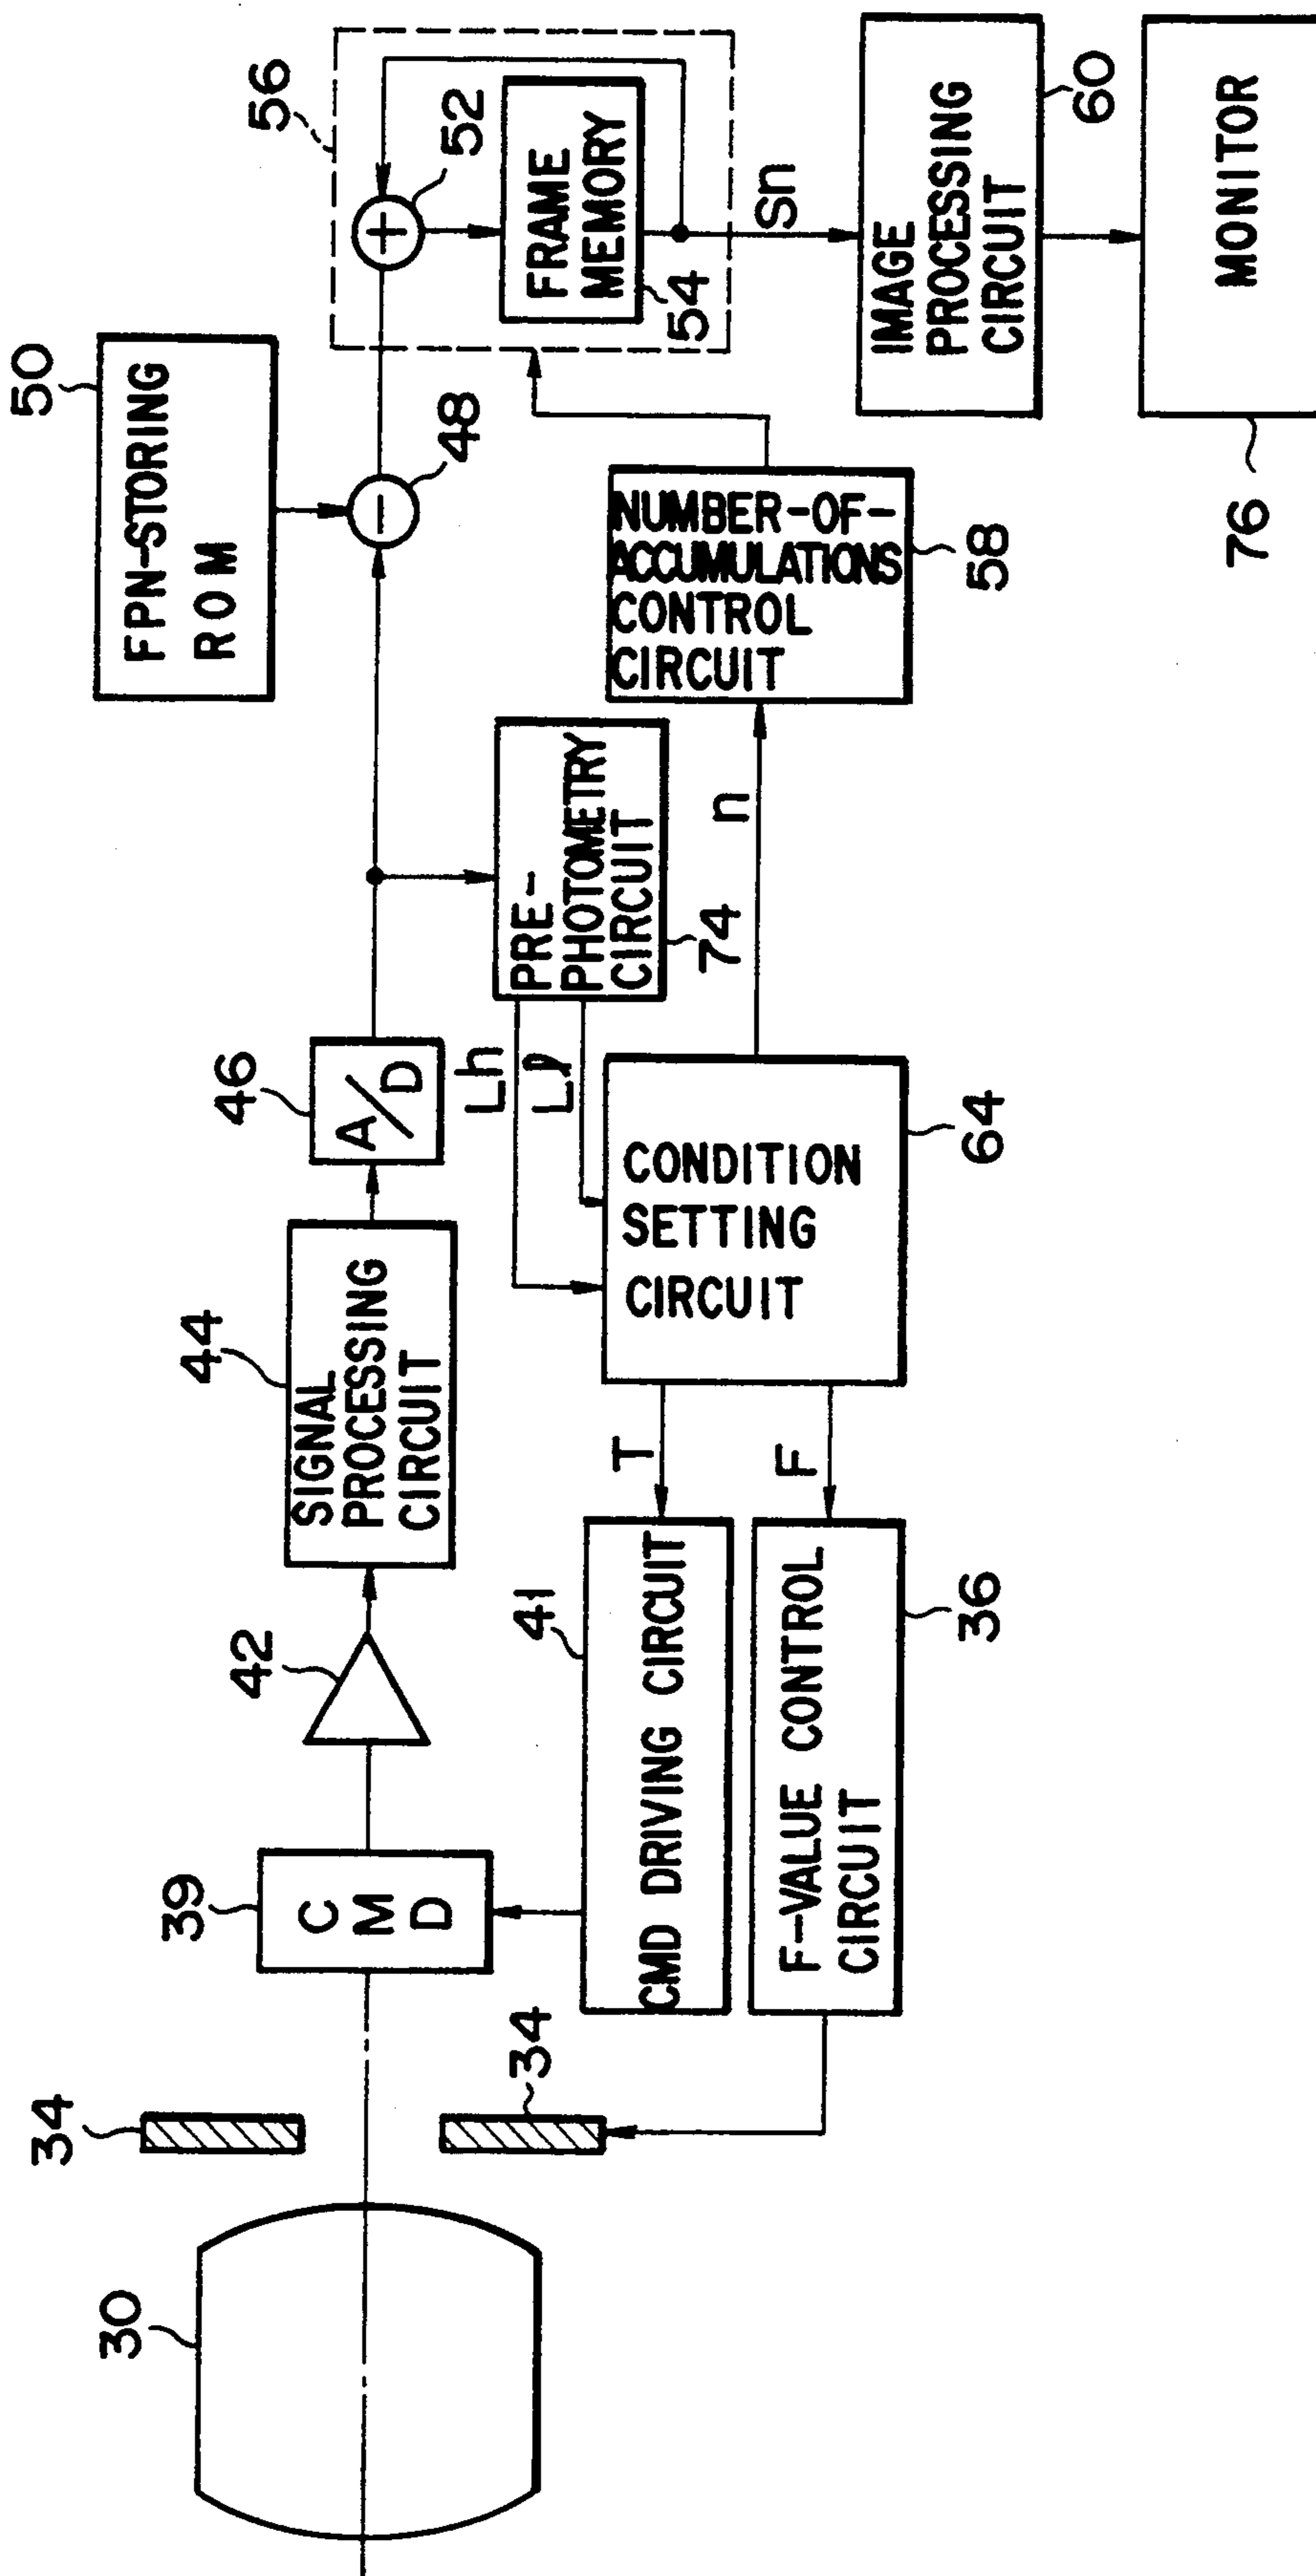 30
34
34
39
C
M
D
42
44
SIGNAL
PROCESSING
CIRCUIT
46
A/D
50
FPN-STORING
ROM
−
48
56
+
52
FRAME
MEMORY
54
Sn
41
CMD DRIVING CIRCUIT
T
F-VALUE CONTROL
CIRCUIT
36
F
Lh
Lℓ
PRE-
PHOTOMETRY
CIRCUIT
74
CONDITION
SETTING
CIRCUIT
64
n
NUMBER-OF-
ACCUMULATIONS
CONTROL
CIRCUIT
58
IMAGE
PROCESSING
CIRCUIT
60
MONITOR
76